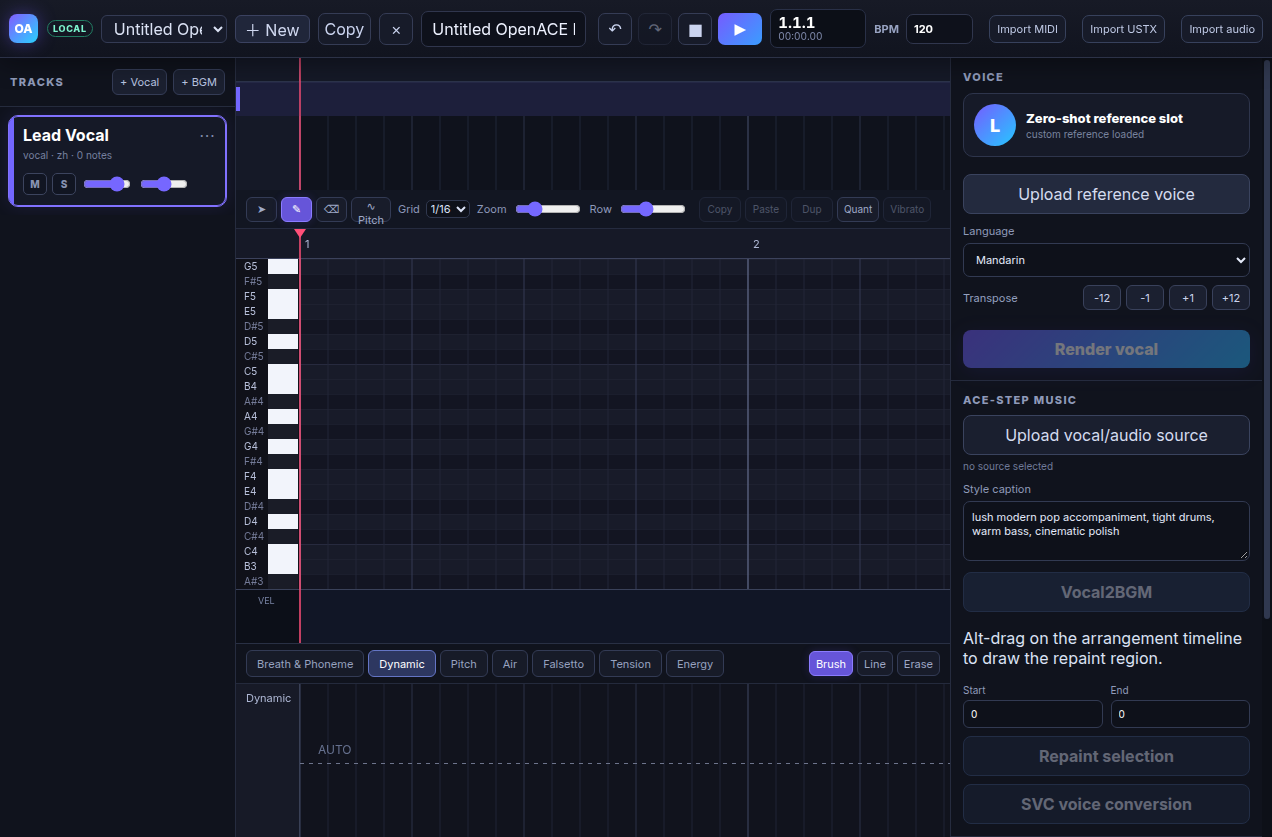 OA
LOCAL
Untitled Ope
+ New
Copy
×
Untitled OpenACE
1.1.1
00:00.00
BPM
120
Import MIDI
Import USTX
Import audio
TRACKS
+ Vocal
+ BGM
Lead Vocal
vocal · zh · 0 notes
M
S
Pitch
Grid
1/16
Zoom
Row
Copy
Paste
Dup
Quant
Vibrato
1
2
G5
F#5
F5
E5
D#5
D5
C#5
C5
B4
A#4
A4
G#4
G4
F#4
F4
E4
D#4
D4
C#4
C4
B3
A#3
VEL
Breath & Phoneme
Dynamic
Pitch
Air
Falsetto
Tension
Energy
Brush
Line
Erase
Dynamic
AUTO
VOICE
L
Zero-shot reference slot
custom reference loaded
Upload reference voice
Language
Mandarin
Transpose
-12
-1
+1
+12
Render vocal
ACE-STEP MUSIC
Upload vocal/audio source
no source selected
Style caption
lush modern pop accompaniment, tight drums,
warm bass, cinematic polish
Vocal2BGM
Alt-drag on the arrangement timeline
to draw the repaint region.
Start
End
0
0
Repaint selection
SVC voice conversion